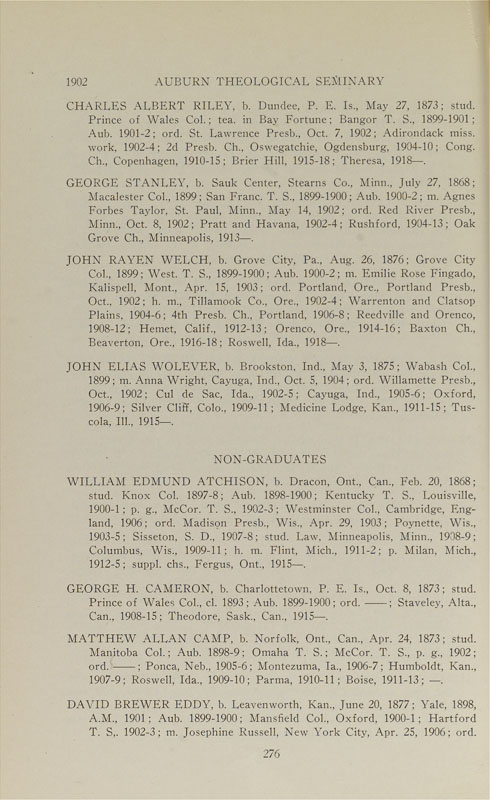 1902 AUBURN THEOLOGICAL SEMINARY
CHARLES ALBERT RILEY, b. Dundee, P. E. Is., May 27, 1873; stud.
Prince of Wales Col.; tea. in Bay Fortune; Bangor T. S., 1899-1901;
Aub. 1901-2; ord. St. Lawrence Presb., Oct. 7, 1902; Adirondack miss.
work, 1902-4; 2d Presb. Ch., Oswegatchie, Ogdensburg, 1904-10; Cong.
Ch., Copenhagen, 1910-15; Brier Hill, 1915-18; Theresa, 1918—.
GEORGE STANLEY, b. Sauk Center, Stearns Co., Minn., July 27, 1868;
Macalester Col., 1899; San Franc. T. S., 1899-1900; Aub. 1900-2; m. Agnes
Forbes Taylor, St. Paul, Minn., May 14, 1902; ord. Red River Presb.,
Minn., Oct. 8, 1902; Pratt and Havana, 1902-4; Rushford, 1904-13; Oak
Grove Ch., Minneapolis, 1913—.
JOHN RAYEN WELCH, b. Grove City, Pa., Aug. 26, 1876; Grove City
Col., 1899; West. T. S., 1899-1900; Aub. 1900-2; m. Emilie Rose Fingado,
Kalispell, Mont., Apr. 15, 1903; ord. Portland, Ore., Portland Presb.,
Oct., 1902; h. m., Tillamook Co., Ore., 1902-4; Warrenton and Clatsop
Plains, 1904-6; 4th Presb. Ch., Portland, 1906-8; Reedville and Orenco,
1908-12; Hemet, Calif., 1912-13; Orenco, Ore., 1914-16; Baxton Ch.,
Beaverton, Ore., 1916-18; Roswell, Ida., 1918—.
JOHN ELIAS WOLEVER, b. Brookston, Ind., May 3, 1875; Wabash Col.,
1899; m. Anna Wright, Cayuga, Ind., Oct. 5, 1904; ord. Willamette Presb.,
Oct., 1902; Cul de Sac, Ida., 1902-5; Cayuga, Ind., 1905-6; Oxford,
1906-9; Silver Cliff, Colo., 1909-11; Medicine Lodge, Kan., 1911-15; Tus-
cola, Ill., 1915—.
NON-GRADUATES
WILLIAM EDMUND ATCHISON, b. Dracon, Ont., Can., Feb. 20, 1868;
stud. Knox Col. 1897-8; Aub. 1898-1900; Kentucky T. S., Louisville,
1900-1; p. g., McCor. T. S., 1902-3; Westminster Col., Cambridge, Eng-
land, 1906; ord. Madison Presb., Wis., Apr. 29, 1903; Poynette, Wis.,
1903-5; Sisseton, S. D., 1907-8; stud. Law, Minneapolis, Minn., 1908-9;
Columbus, Wis., 1909-11; h. m. Flint, Mich., 1911-2; p. Milan, Mich.,
1912-5; suppl. chs., Fergus, Ont., 1915—.
GEORGE H. CAMERON, b. Charlottetown, P. E. Is., Oct. 8, 1873; stud.
Prince of Wales Col., cl. 1893; Aub. 1899-1900; ord. ——; Staveley, Alta.,
Can., 1908-15; Theodore, Sask., Can., 1915—.
MATTHEW ALLAN CAMP, b. Norfolk, Ont., Can., Apr. 24, 1873; stud.
Manitoba Col.; Aub. 1898-9; Omaha T. S.; McCor. T. S., p. g., 1902;
ord. ——; Ponca, Neb., 1905-6; Montezuma, Ia., 1906-7; Humboldt, Kan.,
1907-9; Roswell, Ida., 1909-10; Parma, 1910-11; Boise, 1911-13; —.
DAVID BREWER EDDY, b. Leavenworth, Kan., June 20, 1877; Yale, 1898,
A.M., 1901; Aub. 1899-1900; Mansfield Col., Oxford, 1900-1; Hartford
T. S,. 1902-3; m. Josephine Russell, New York City, Apr. 25, 1906; ord.
276